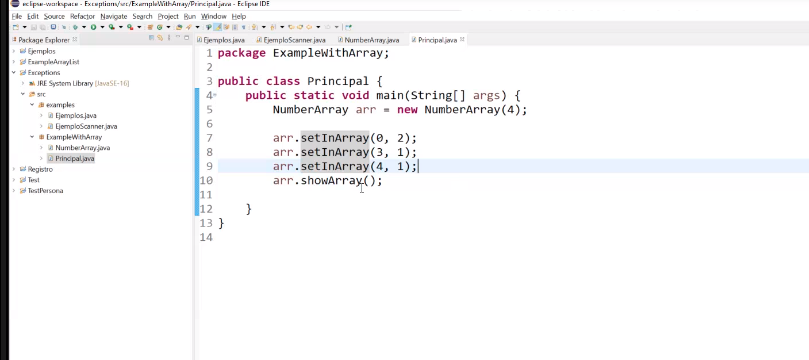 eclipse-workspace - Exceptions/src/ExampleWithArray/Principal.java - Eclipse IDE
File Edit Source Refactor Navigate Search Project Run Window Help
Package Explorer
Ejemplos
ExampleArrayList
Exceptions
JRE System Library [JavaSE-16]
src
examples
Ejemplos.java
EjemploScanner.java
ExampleWithArray
NumberArray.java
Principal.java
Registro
Test
TestPersona
Ejemplos.java EjemploScanner.java NumberArray.java Principal.java
1 package ExampleWithArray;
2
3 public class Principal {
4 public static void main(String[] args) {
5 NumberArray arr = new NumberArray(4);
6
7 arr.setInArray(0, 2);
8 arr.setInArray(3, 1);
9 arr.setInArray(4, 1);
10 arr.showArray();
11
12 }
13 }
14